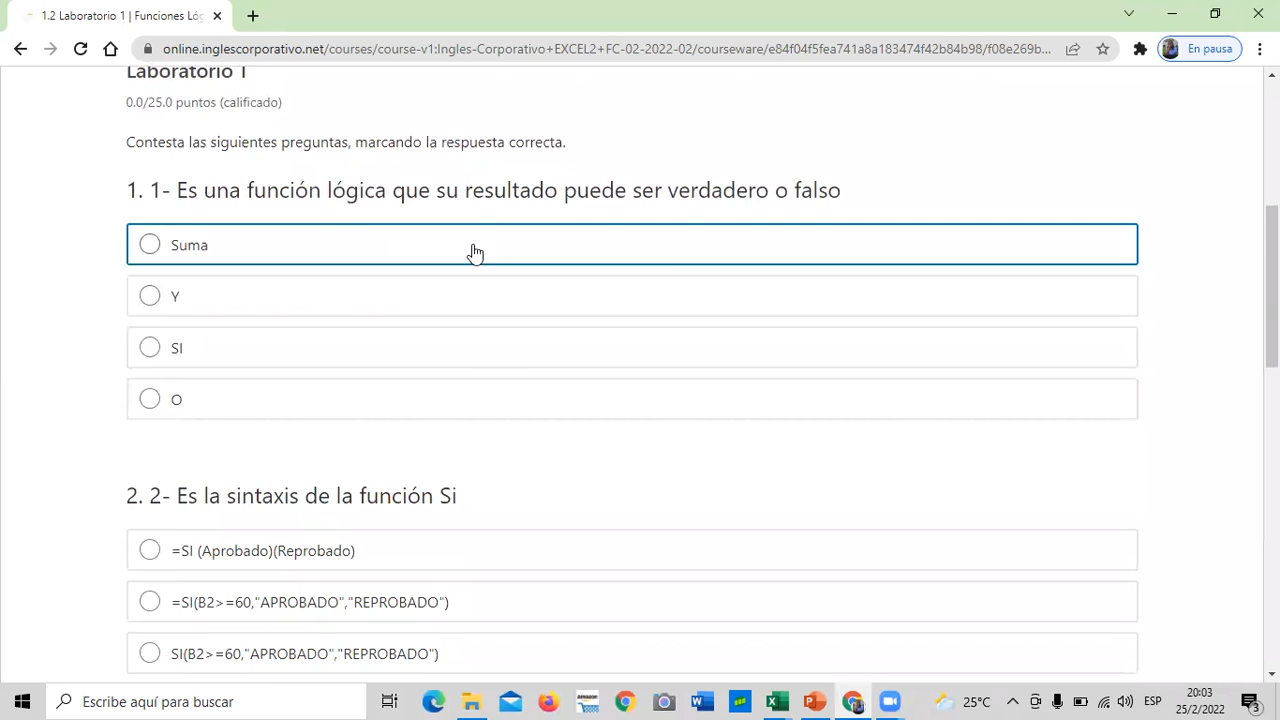 1.2 Laboratorio 1 | Funciones Lóg
online.inglescorporativo.net/courses/course-v1:Ingles-Corporativo+EXCEL2+FC-02-2022-02/courseware/e84f04f5fea741a8a183474f42b84b98/f08e269b...
En pausa
Laboratorio 1
0.0/25.0 puntos (calificado)
Contesta las siguientes preguntas, marcando la respuesta correcta.
1. 1- Es una función lógica que su resultado puede ser verdadero o falso
Suma
Y
SI
O
2. 2- Es la sintaxis de la función Si
=SI (Aprobado)(Reprobado)
=SI(B2>=60,"APROBADO","REPROBADO")
SI(B2>=60,"APROBADO","REPROBADO")
Escribe aquí para buscar
amazon
25°C
ESP
20:03
25/2/2022
3